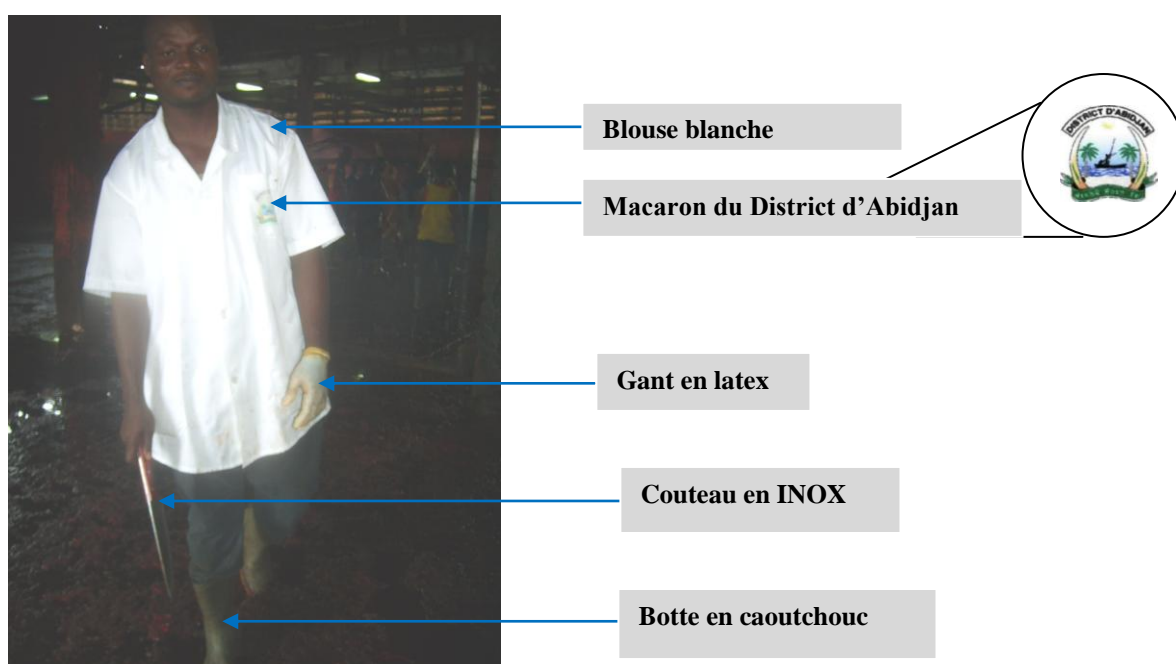 Blouse blanche
DISTRICT D'ABIDJAN
Macaron du District d'Abidjan
Gant en latex
Couteau en INOX
Botte en caoutchouc